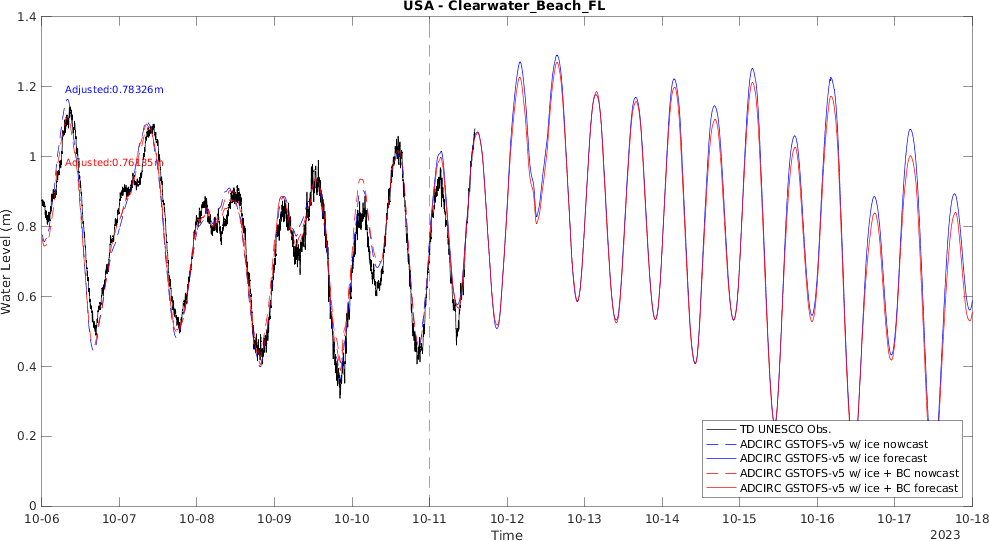 USA - Clearwater_Beach_FL
1.4
1.2
1
0.8
0.6
0.4
0.2
0
Water Level (m)
Adjusted:0.78326m
Adjusted:0.76135m
TD UNESCO Obs.
ADCIRC GSTOFS-v5 w/ ice nowcast
ADCIRC GSTOFS-v5 w/ ice forecast
ADCIRC GSTOFS-v5 w/ ice + BC nowcast
ADCIRC GSTOFS-v5 w/ ice + BC forecast
10-06 10-07 10-08 10-09 10-10 10-11 10-12 10-13 10-14 10-15 10-16 10-17 10-18
Time
2023